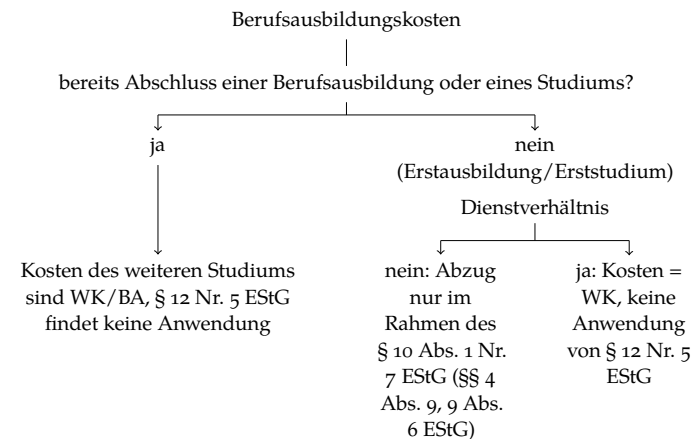 Berufsausbildungskosten
bereits Abschluss einer Berufsausbildung oder eines Studiums?
ja
nein
(Erstausbildung/Erststudium)
Dienstverhältnis
Kosten des weiteren Studiums
sind WK/BA, § 12 Nr. 5 EStG
findet keine Anwendung
nein: Abzug
nur im
Rahmen des
§ 10 Abs. 1 Nr.
7 EStG (§§ 4
Abs. 9, 9 Abs.
6 EStG)
ja: Kosten =
WK, keine
Anwendung
von § 12 Nr. 5
EStG